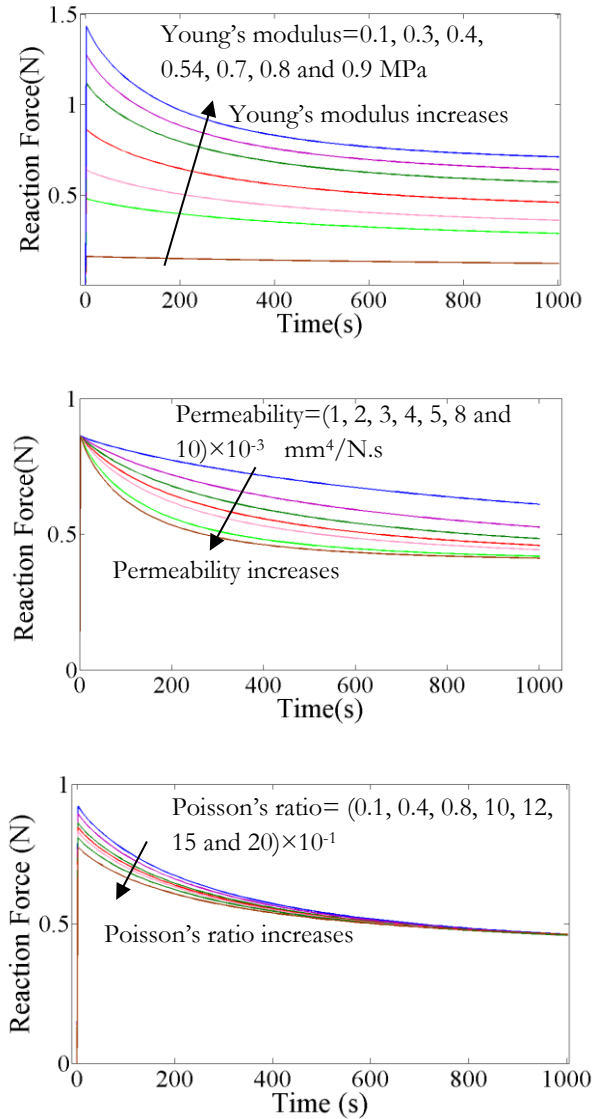 1.5
Young's modulus=0.1, 0.3, 0.4,
0.54, 0.7, 0.8 and 0.9 MPa
1
Young's modulus increases
0.5
Reaction Force(N)
0 200 400 600 800 1000
Time(s)
1
Permeability=(1, 2, 3, 4, 5, 8 and
10)×10⁻³ mm⁴/N.s
0.5
Permeability increases
Reaction Force(N)
0
0 200 400 600 800 1000
Time(s)
1
Poisson's ratio= (0.1, 0.4, 0.8, 10, 12,
15 and 20)×10⁻¹
0.5
Poisson's ratio increases
Reaction Force (N)
0
0 200 400 600 800 1000
Time (s)